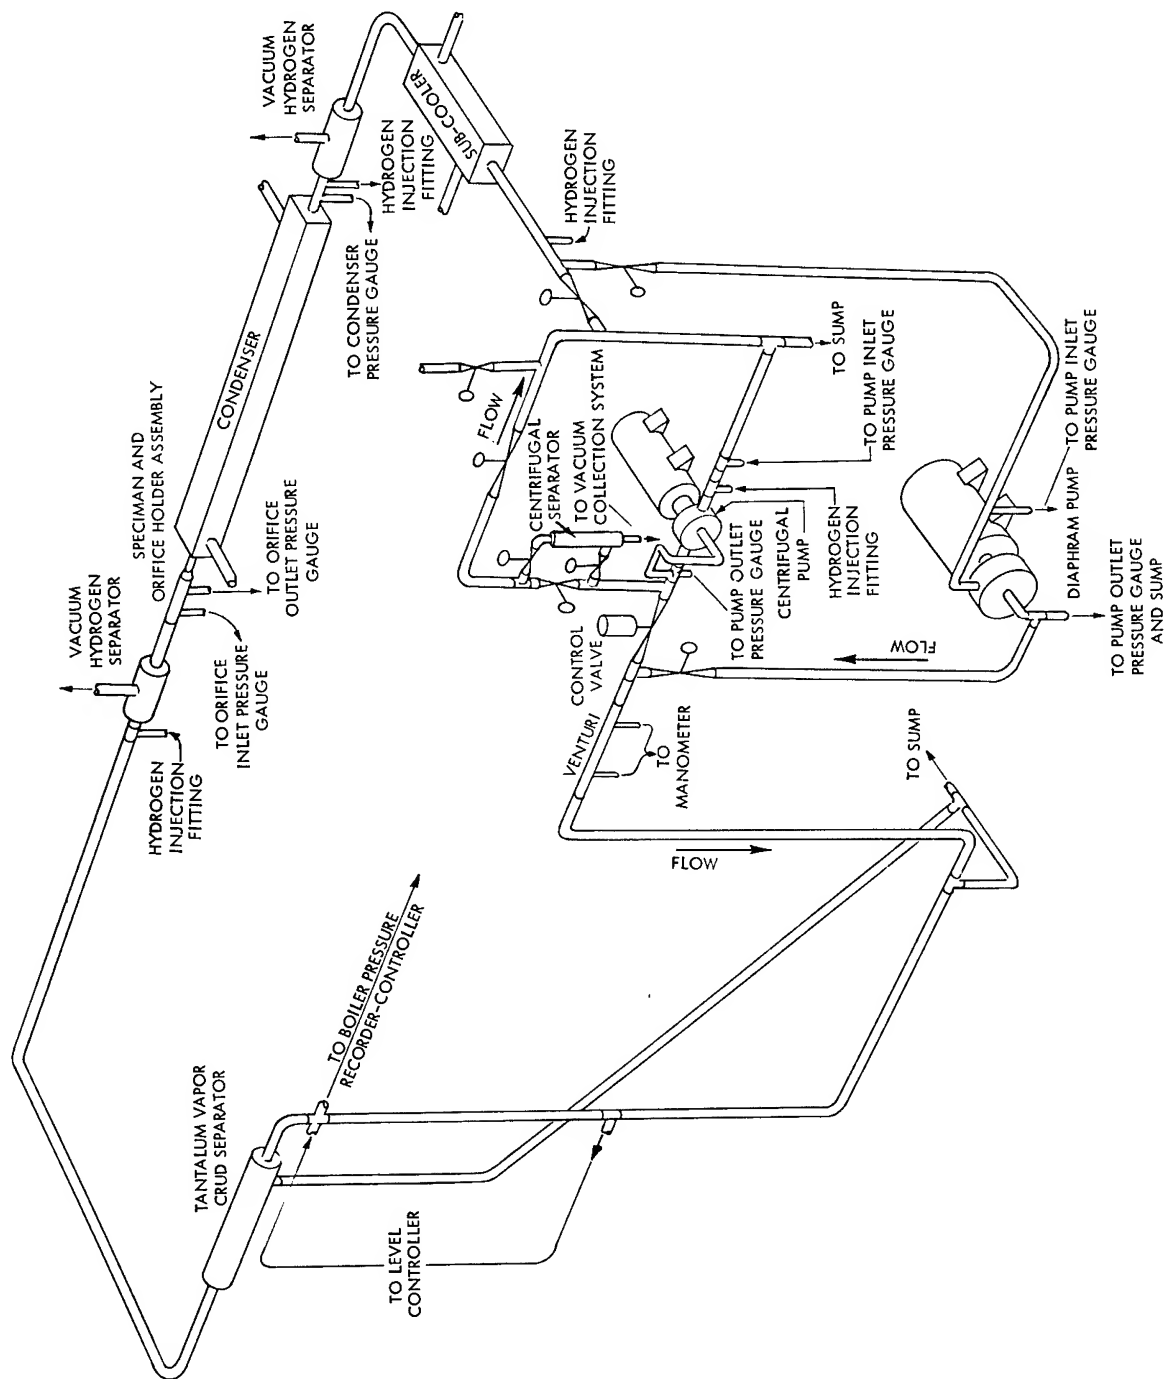 VACUUM
HYDROGEN
SEPARATOR
SUB-COOLER
HYDROGEN
INJECTION
FITTING
HYDROGEN
INJECTION
FITTING
TO CONDENSER
PRESSURE GAUGE
CONDENSER
SPECIMAN AND
ORIFICE HOLDER ASSEMBLY
TO ORIFICE
OUTLET PRESSURE
GAUGE
VACUUM
HYDROGEN
SEPARATOR
TO ORIFICE
INLET PRESSURE
GAUGE
HYDROGEN
INJECTION
FITTING
FLOW
CENTRIFUGAL
SEPARATOR
TO VACUUM
COLLECTION SYSTEM
TO SUMP
TO PUMP INLET
PRESSURE GAUGE
HYDROGEN
INJECTION
FITTING
CENTRIFUGAL
PUMP
TO PUMP OUTLET
PRESSURE GAUGE
CONTROL
VALVE
VENTURI
TO
MANOMETER
FLOW
TO PUMP INLET
PRESSURE GAUGE
DIAPHRAM PUMP
TO PUMP OUTLET
PRESSURE GAUGE
AND SUMP
FLOW
TO SUMP
TO BOILER PRESSURE
RECORDER-CONTROLLER
TANTALUM VAPOR
CRUD SEPARATOR
TO LEVEL
CONTROLLER